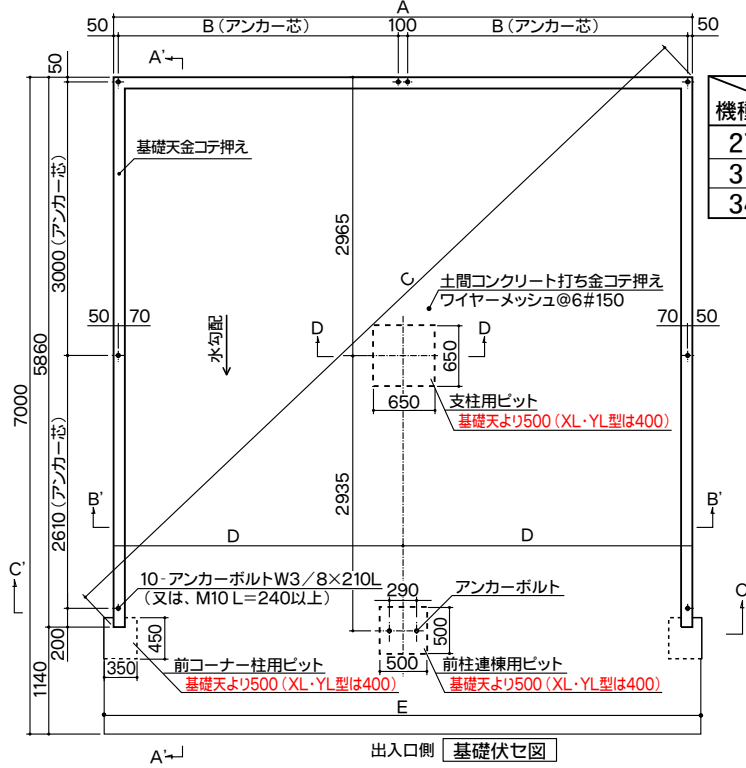 A
50
B(アンカー芯)
100
B(アンカー芯)
50
A'
50
機種
基礎天金コテ押え
3000(アンカー芯)
2965
C
土間コンクリート打ち金コテ押え
ワイヤーメッシュ@6#150
50
70
70
50
D
D
水勾配
650
650
支柱用ピット
基礎天より500(XL・YL型は400)
7000
5860
2610(アンカー芯)
2935
B'
B'
D
D
C'
10-アンカーボルトW3/8×210L
(又は、M10 L=240以上)
290
アンカーボルト
200
450
350
500
500
1140
前コーナー柱用ピット
基礎天より500(XL・YL型は400)
前柱連棟用ピット
基礎天より500(XL・YL型は400)
E
A'
出入口側
基礎伏せ図